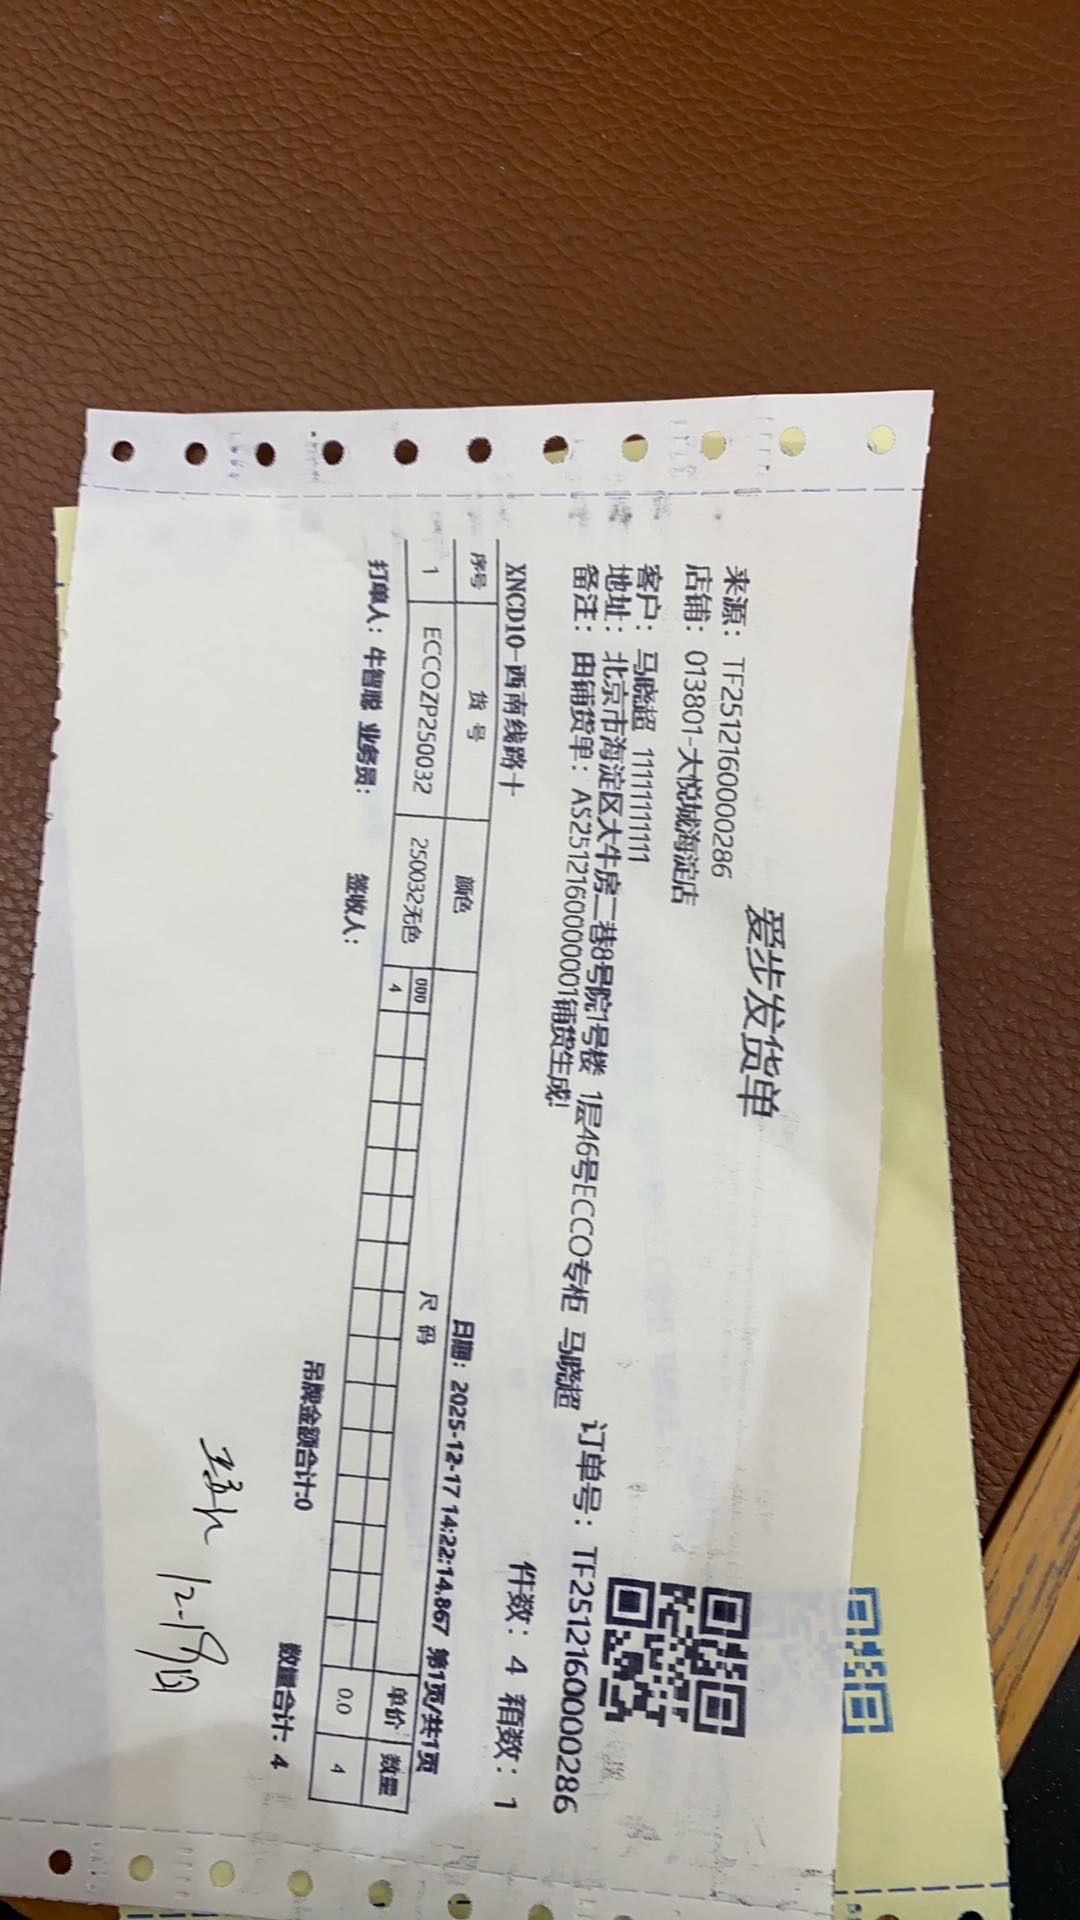 爱步发货单
来源：TF25121600000286
店铺：013801-大悦城海淀店
客户：马晓超 11111111111
地址：北京市海淀区大牛房二巷8号院1号楼 1层46号ECCO专柜 马晓超
订单号：TF25121600000286
备注：由铺货单：AS25121600000001铺货生成!
件数：4 箱数：1
XNCD10-西南线路十
日期：2025-12-17 14:22:14.867 第1页/共1页
序号 货号 颜色 尺码 单价 数量
000
1 ECCOZP250032 250032无色 4 0.0 4
打单人：牛智聪 业务员： 签收人： 吊牌金额合计:0 数量合计：4
12-19日